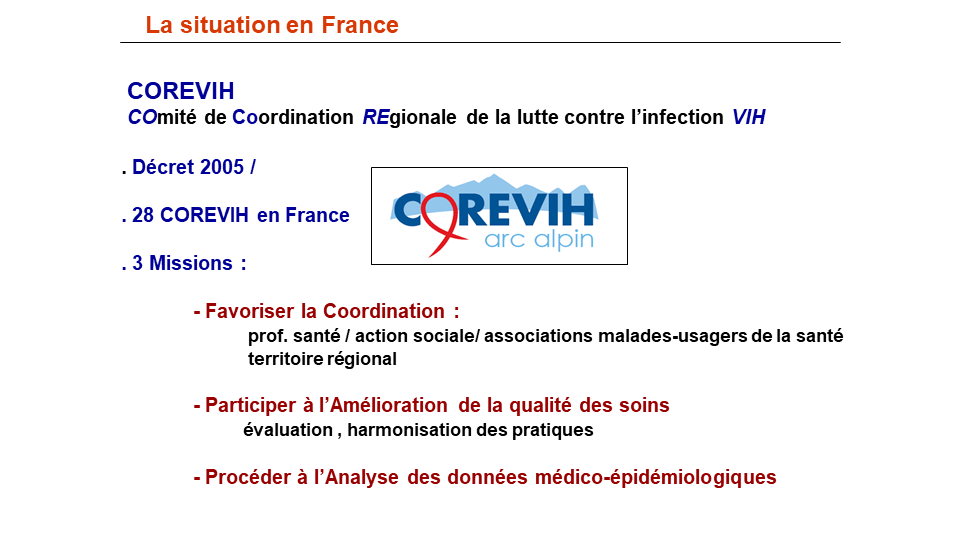 La situation en France
COREVIH
COmité de Coordination REgionale de la lutte contre l’infection VIH
. Décret 2005 /
. 28 COREVIH en France
COREVIH
arc alpin
. 3 Missions :
- Favoriser la Coordination :
prof. santé / action sociale/ associations malades-usagers de la santé
territoire régional
- Participer à l’Amélioration de la qualité des soins
évaluation , harmonisation des pratiques
- Procéder à l’Analyse des données médico-épidémiologiques